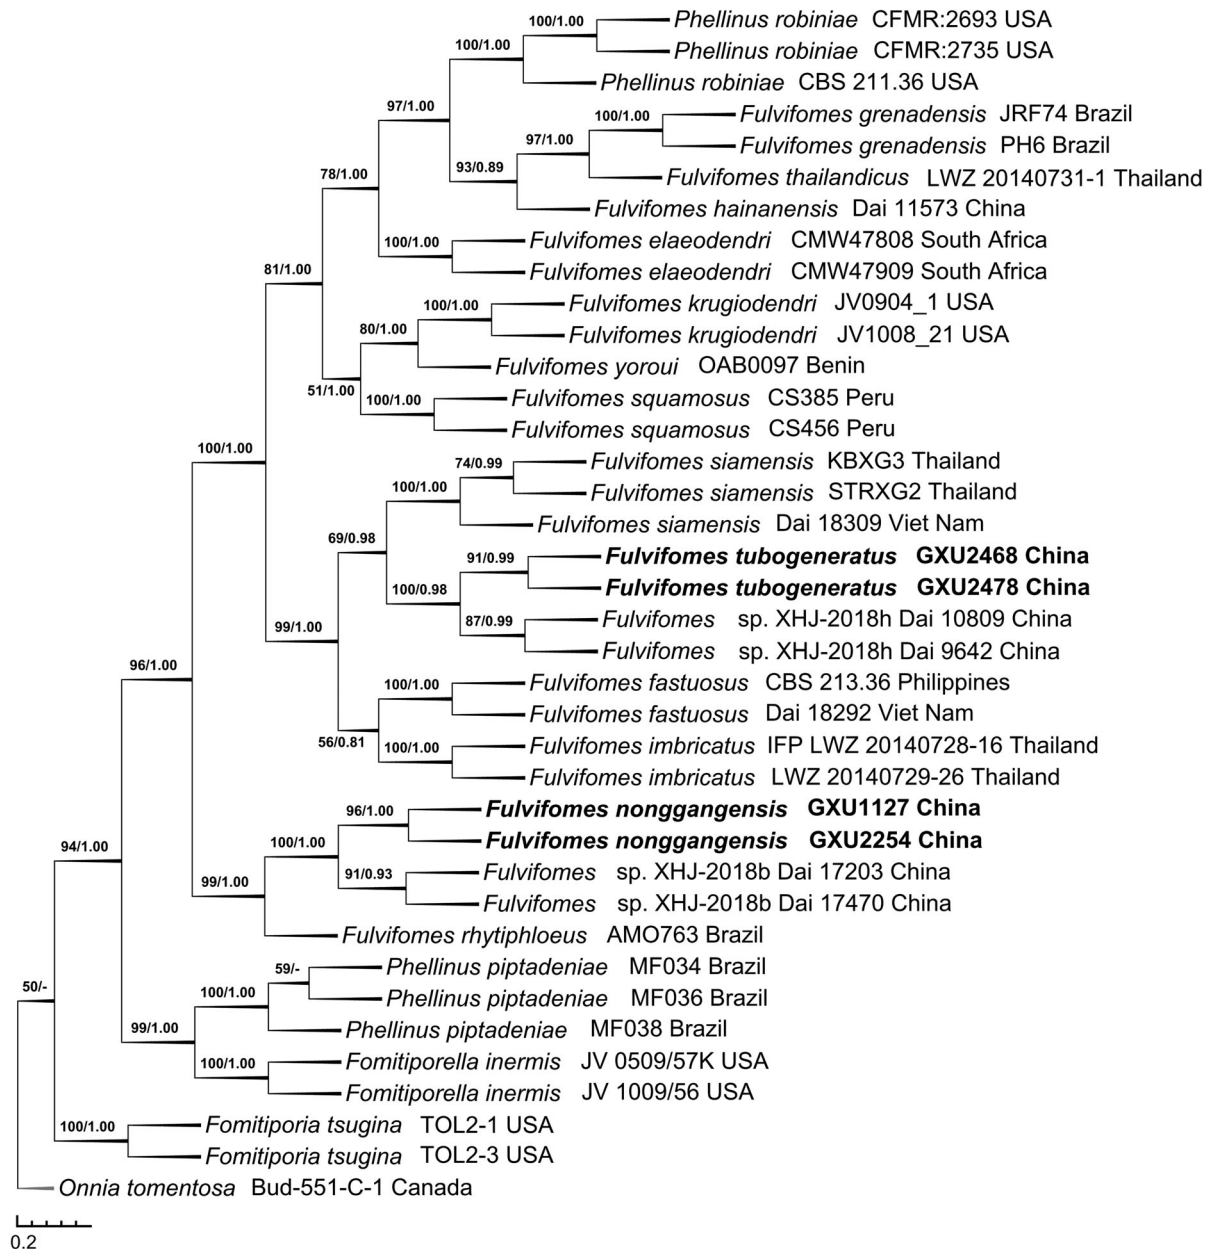 100/1.00
Phellinus robiniae CFMR:2693 USA
100/1.00
Phellinus robiniae CFMR:2735 USA
Phellinus robiniae CBS 211.36 USA
97/1.00
100/1.00
Fulvifomes grenadensis JRF74 Brazil
97/1.00
Fulvifomes grenadensis PH6 Brazil
93/0.89
78/1.00
Fulvifomes thailandicus LWZ 20140731-1 Thailand
Fulvifomes hainanensis Dai 11573 China
100/1.00
Fulvifomes elaeodendri CMW47808 South Africa
81/1.00
Fulvifomes elaeodendri CMW47909 South Africa
100/1.00
Fulvifomes krugiodendri JV0904_1 USA
80/1.00
Fulvifomes krugiodendri JV1008_21 USA
Fulvifomes yoroui OAB0097 Benin
51/1.00
100/1.00
Fulvifomes squamosus CS385 Peru
Fulvifomes squamosus CS456 Peru
100/1.00
74/0.99
Fulvifomes siamensis KBXG3 Thailand
100/1.00
Fulvifomes siamensis STRXG2 Thailand
Fulvifomes siamensis Dai 18309 Viet Nam
69/0.98
91/0.99
Fulvifomes tubogeneratus GXU2468 China
100/0.98
Fulvifomes tubogeneratus GXU2478 China
99/1.00
87/0.99
Fulvifomes sp. XHJ-2018h Dai 10809 China
Fulvifomes sp. XHJ-2018h Dai 9642 China
96/1.00
100/1.00
Fulvifomes fastuosus CBS 213.36 Philippines
Fulvifomes fastuosus Dai 18292 Viet Nam
56/0.81
100/1.00
Fulvifomes imbricatus IFP LWZ 20140728-16 Thailand
Fulvifomes imbricatus LWZ 20140729-26 Thailand
96/1.00
Fulvifomes nonggangensis GXU1127 China
94/1.00
100/1.00
Fulvifomes nonggangensis GXU2254 China
99/1.00
91/0.93
Fulvifomes sp. XHJ-2018b Dai 17203 China
Fulvifomes sp. XHJ-2018b Dai 17470 China
Fulvifomes rhytiphloeus AMO763 Brazil
59/-
Phellinus piptadeniae MF034 Brazil
50/-
100/1.00
Phellinus piptadeniae MF036 Brazil
99/1.00
Phellinus piptadeniae MF038 Brazil
100/1.00
Fomitiporella inermis JV 0509/57K USA
Fomitiporella inermis JV 1009/56 USA
100/1.00
Fomitiporia tsugina TOL2-1 USA
Fomitiporia tsugina TOL2-3 USA
Onnia tomentosa Bud-551-C-1 Canada
0.2